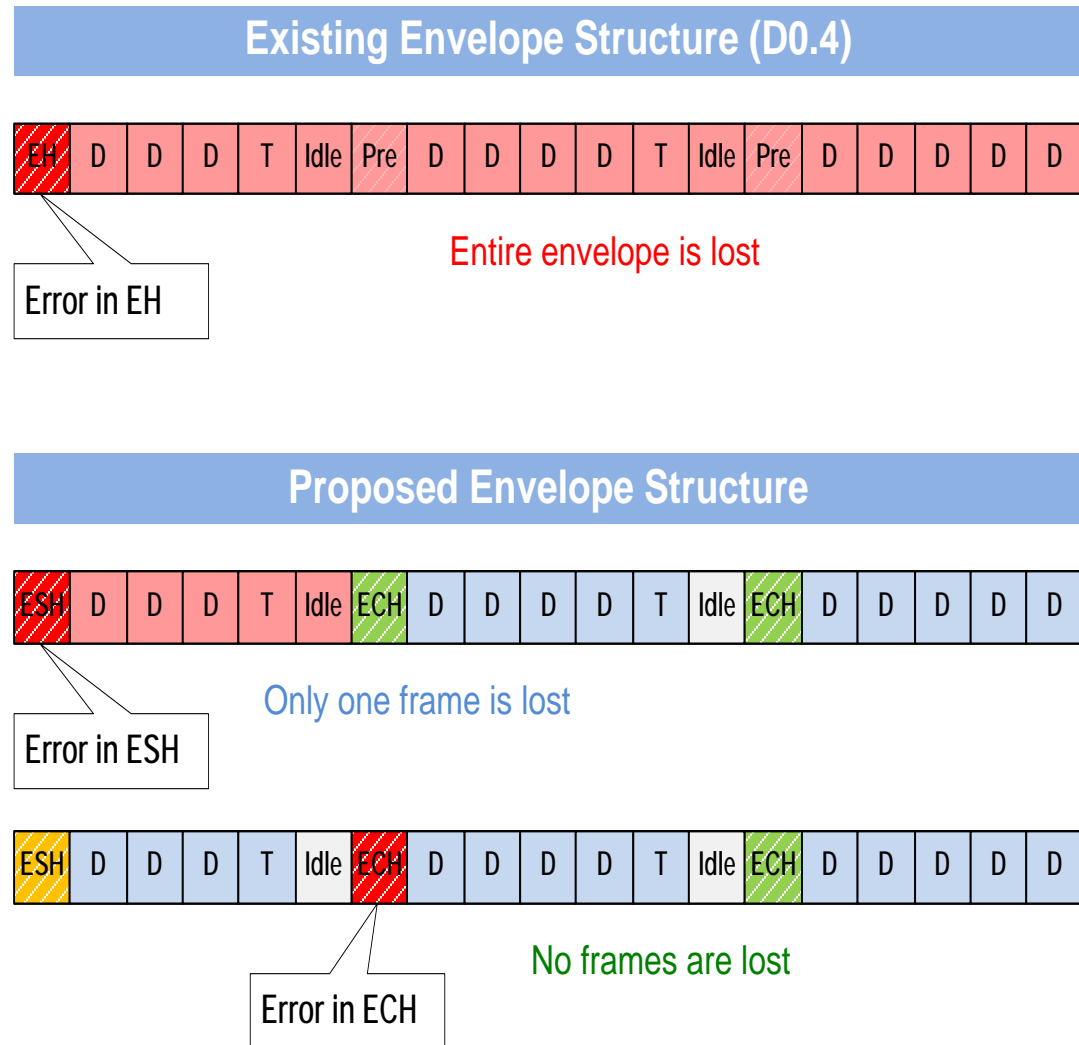 Existing Envelope Structure (D0.4)
EH D D D T Idle Pre D D D D T Idle Pre D D D D D
Entire envelope is lost
Error in EH
Proposed Envelope Structure
ESH D D D T Idle ECH D D D D T Idle ECH D D D D D
Only one frame is lost
Error in ESH
ESH D D D T Idle ECH D D D D T Idle ECH D D D D D
No frames are lost
Error in ECH